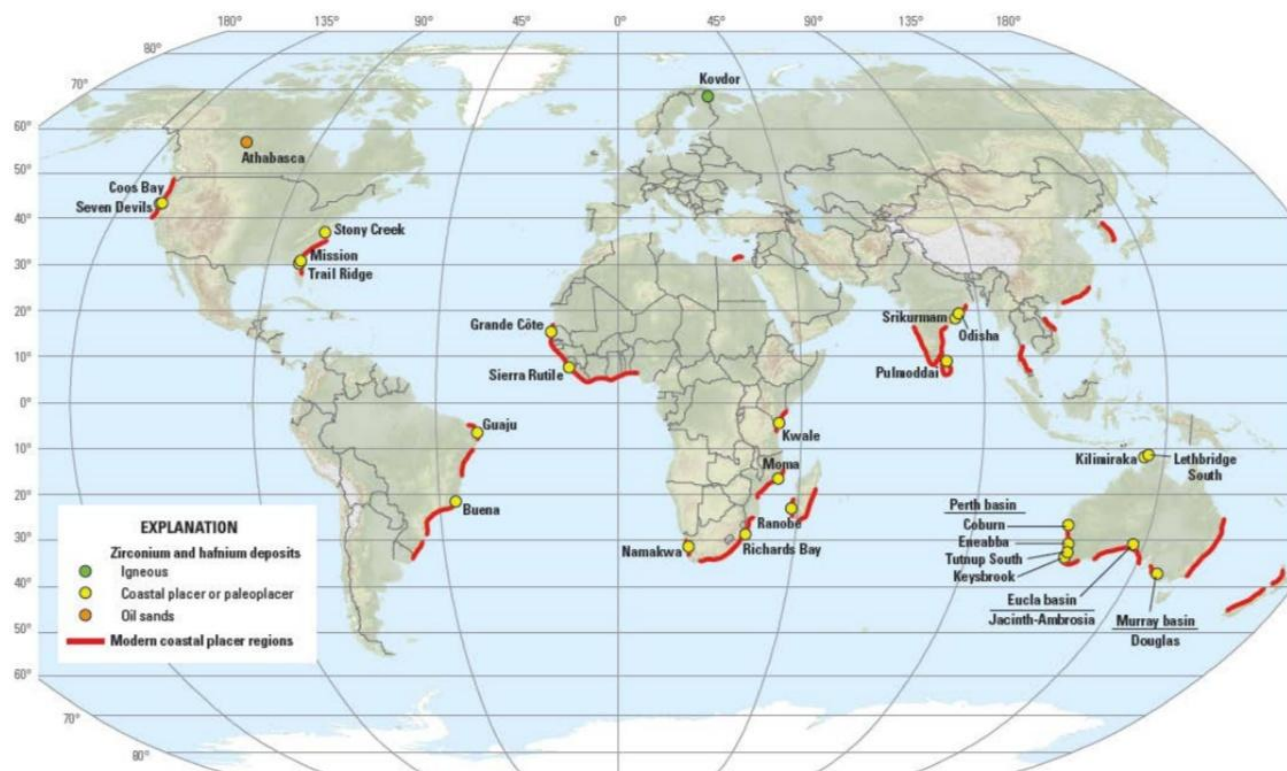 180°
135°
90°
45°
0°
45°
90°
135°
180°
80°
70°
60°
50°
40°
30°
20°
10°
0°
10°
20°
30°
40°
50°
60°
70°
80°
Kovdor
Athabasca
Coos Bay
Seven Devils
Stony Creek
Mission
Trail Ridge
Grande Côte
Sierra Rutile
Srikurmam
Odisha
Pulmoddai
Guaju
Buena
Kwale
Moma
Ranobe
Richards Bay
Namakwa
Kilimiraka
Lethbridge
South
Perth basin
Coburn
Eneabba
Tutnup South
Keysbrook
Eucla basin
Jacinth-Ambrosia
Murray basin
Douglas
EXPLANATION
Zirconium and hafnium deposits
Igneous
Coastal placer or paleoplacer
Oil sands
Modern coastal placer regions